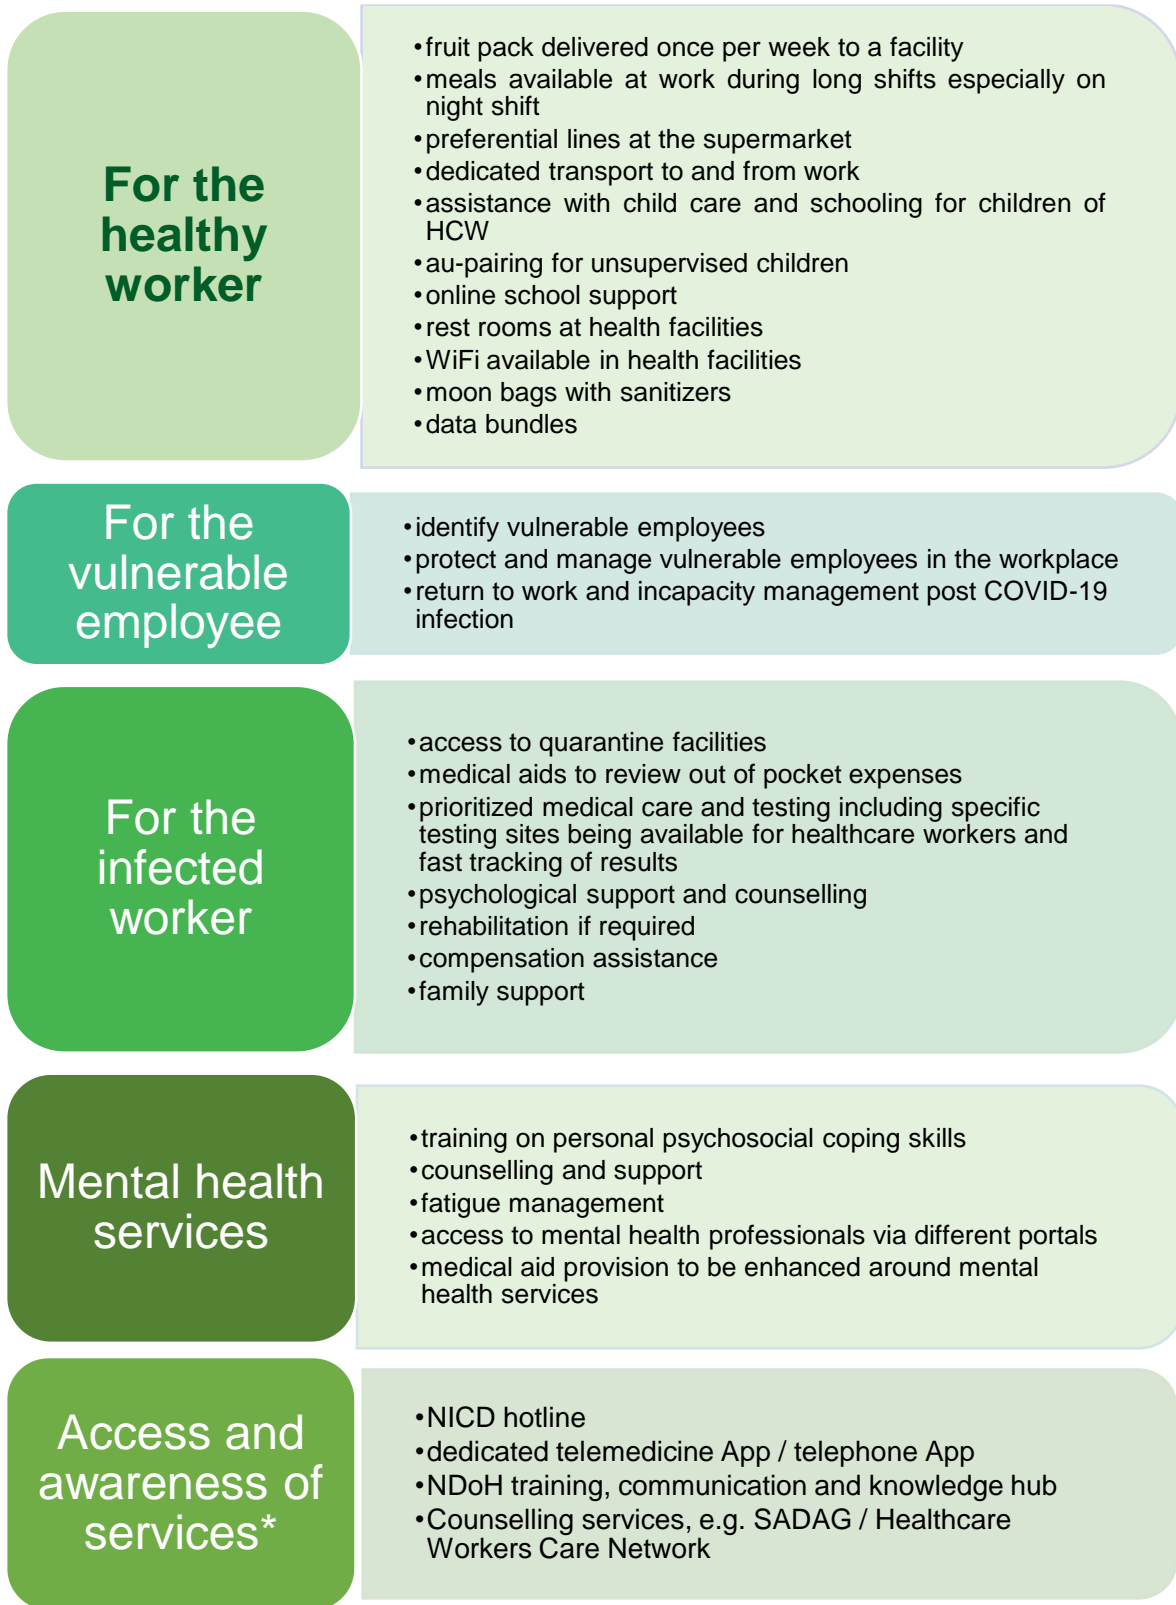 For the
healthy
worker
•fruit pack delivered once per week to a facility
•meals available at work during long shifts especially on
night shift
•preferential lines at the supermarket
•dedicated transport to and from work
•assistance with child care and schooling for children of
HCW
•au-pairing for unsupervised children
•online school support
•rest rooms at health facilities
•WiFi available in health facilities
•moon bags with sanitizers
•data bundles
For the
vulnerable
employee
•identify vulnerable employees
•protect and manage vulnerable employees in the workplace
•return to work and incapacity management post COVID-19
infection
For the
infected
worker
•access to quarantine facilities
•medical aids to review out of pocket expenses
•prioritized medical care and testing including specific
testing sites being available for healthcare workers and
fast tracking of results
•psychological support and counselling
•rehabilitation if required
•compensation assistance
•family support
Mental health
services
•training on personal psychosocial coping skills
•counselling and support
•fatigue management
•access to mental health professionals via different portals
•medical aid provision to be enhanced around mental
health services
Access and
awareness of
services*
•NICD hotline
•dedicated telemedicine App / telephone App
•NDoH training, communication and knowledge hub
•Counselling services, e.g. SADAG / Healthcare
Workers Care Network